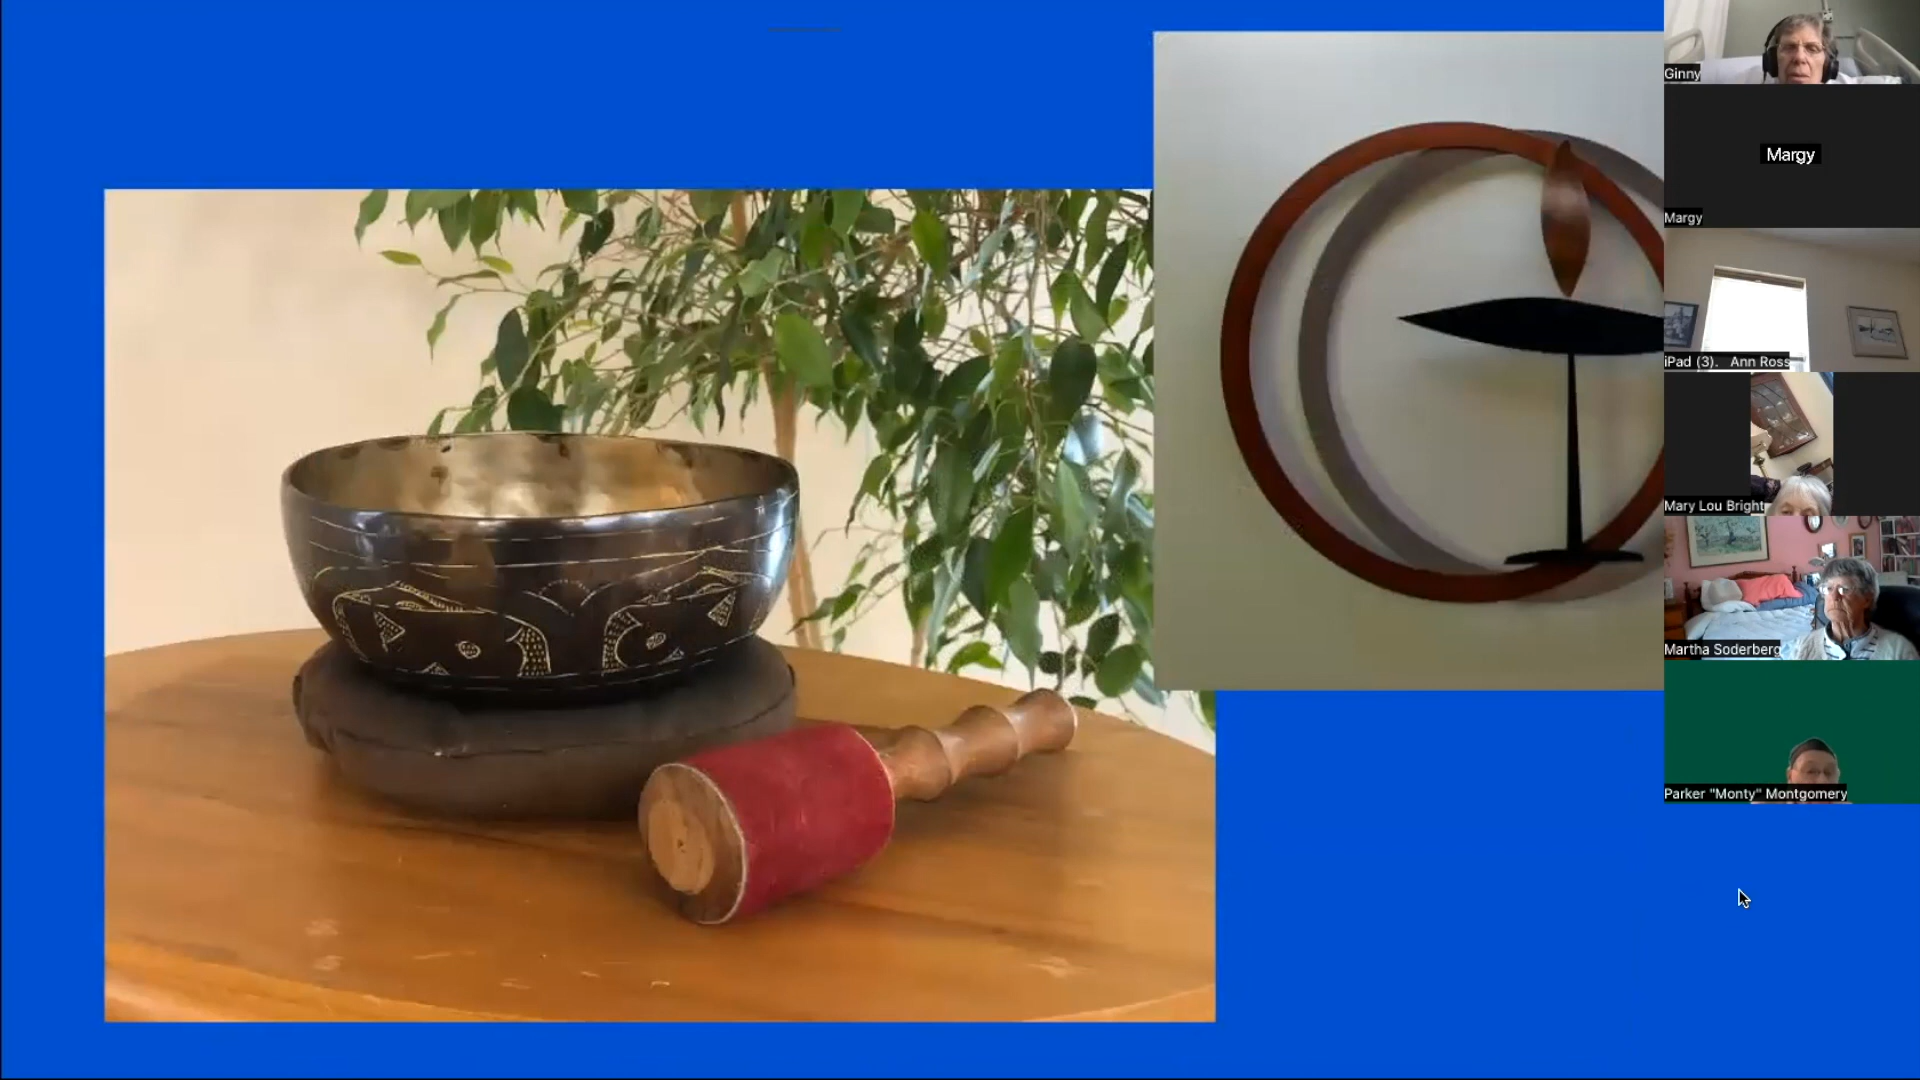 Ginny
Margy
Margy
iPad (3). Ann Ross
Mary Lou Bright
Martha Soderberg
Parker "Monty" Montgomery